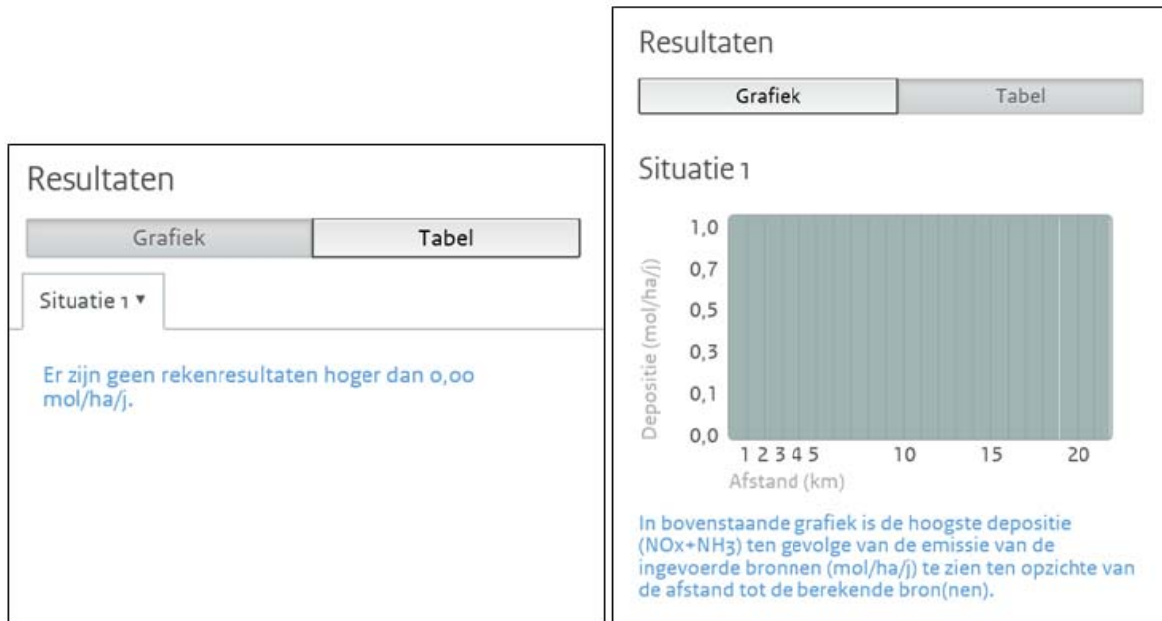 Resultaten
Grafiek Tabel
Situatie 1 ▼
Er zijn geen rekenresultaten hoger dan 0,00
mol/ha/j.
Resultaten
Grafiek Tabel
Situatie 1
Depositie (mol/ha/j)
1,0
0,7
0,5
0,3
0,1
0,0
1 2 3 4 5 10 15 20
Afstand (km)
In bovenstaande grafiek is de hoogste depositie
(NOx+NH3) ten gevolge van de emissie van de
ingevoerde bronnen (mol/ha/j) te zien ten opzichte van
de afstand tot de berekende bron(nen).